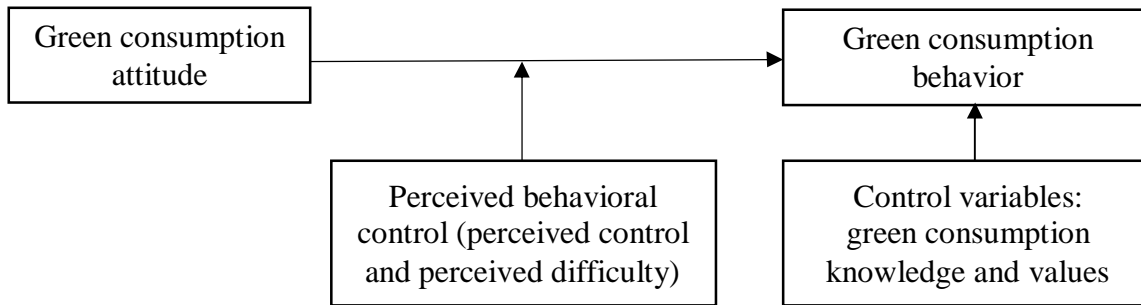 Green consumption
attitude
Green consumption
behavior
Perceived behavioral
control (perceived control
and perceived difficulty)
Control variables:
green consumption
knowledge and values